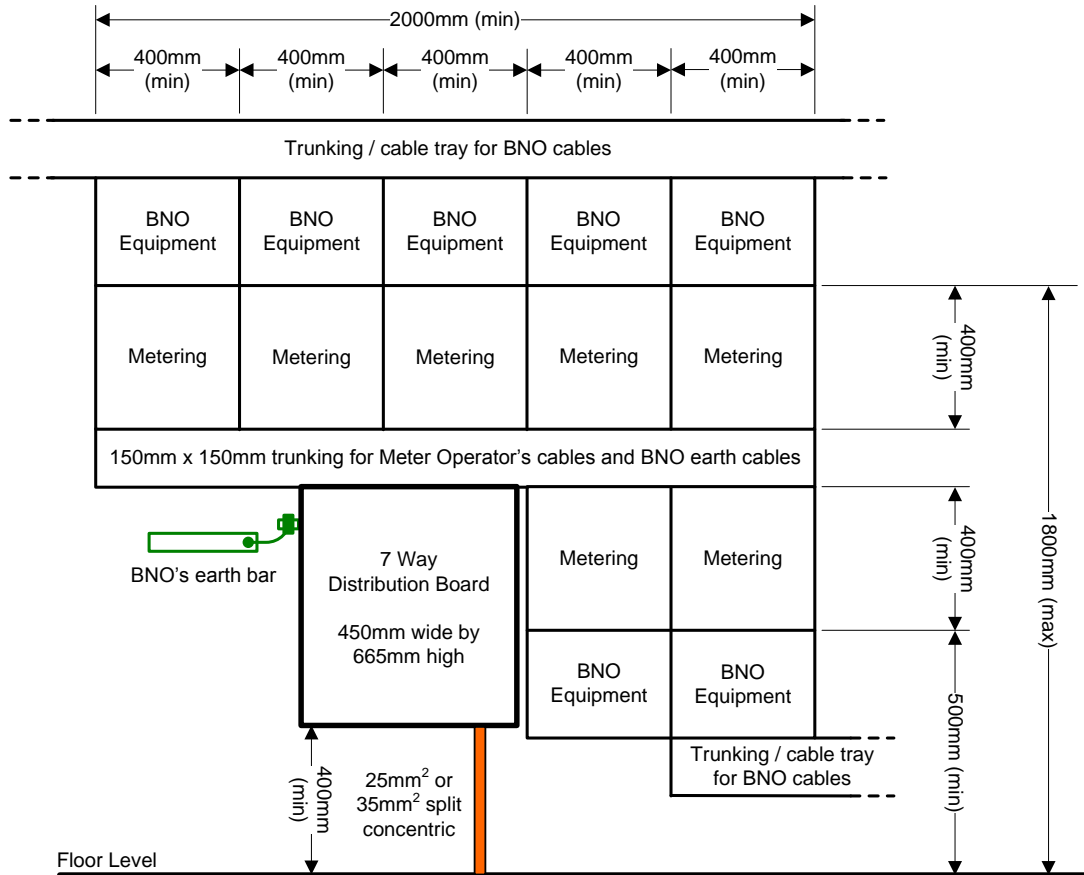 2000mm (min)
400mm
(min)
400mm
(min)
400mm
(min)
400mm
(min)
400mm
(min)
Trunking / cable tray for BNO cables
BNO
Equipment
BNO
Equipment
BNO
Equipment
BNO
Equipment
BNO
Equipment
Metering
Metering
Metering
Metering
Metering
400mm
(min)
150mm x 150mm trunking for Meter Operator's cables and BNO earth cables
BNO's earth bar
7 Way
Distribution Board
450mm wide by
665mm high
Metering
Metering
400mm
(min)
1800mm (max)
BNO
Equipment
BNO
Equipment
500mm (min)
Trunking / cable tray
for BNO cables
400mm
(min)
25mm² or
35mm² split
concentric
Floor Level